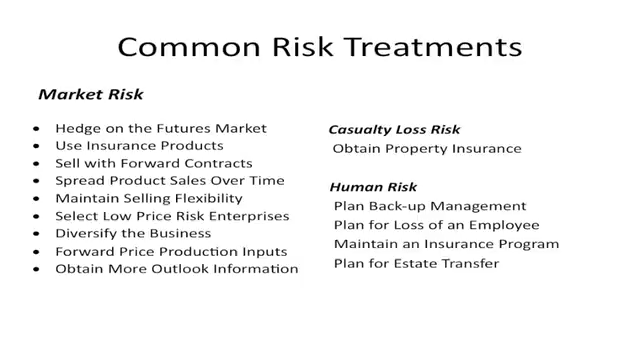 Common Risk Treatments
Market Risk
• Hedge on the Futures Market
• Use Insurance Products
• Sell with Forward Contracts
• Spread Product Sales Over Time
• Maintain Selling Flexibility
• Select Low Price Risk Enterprises
• Diversify the Business
• Forward Price Production Inputs
• Obtain More Outlook Information
Casualty Loss Risk
Obtain Property Insurance
Human Risk
Plan Back-up Management
Plan for Loss of an Employee
Maintain an Insurance Program
Plan for Estate Transfer